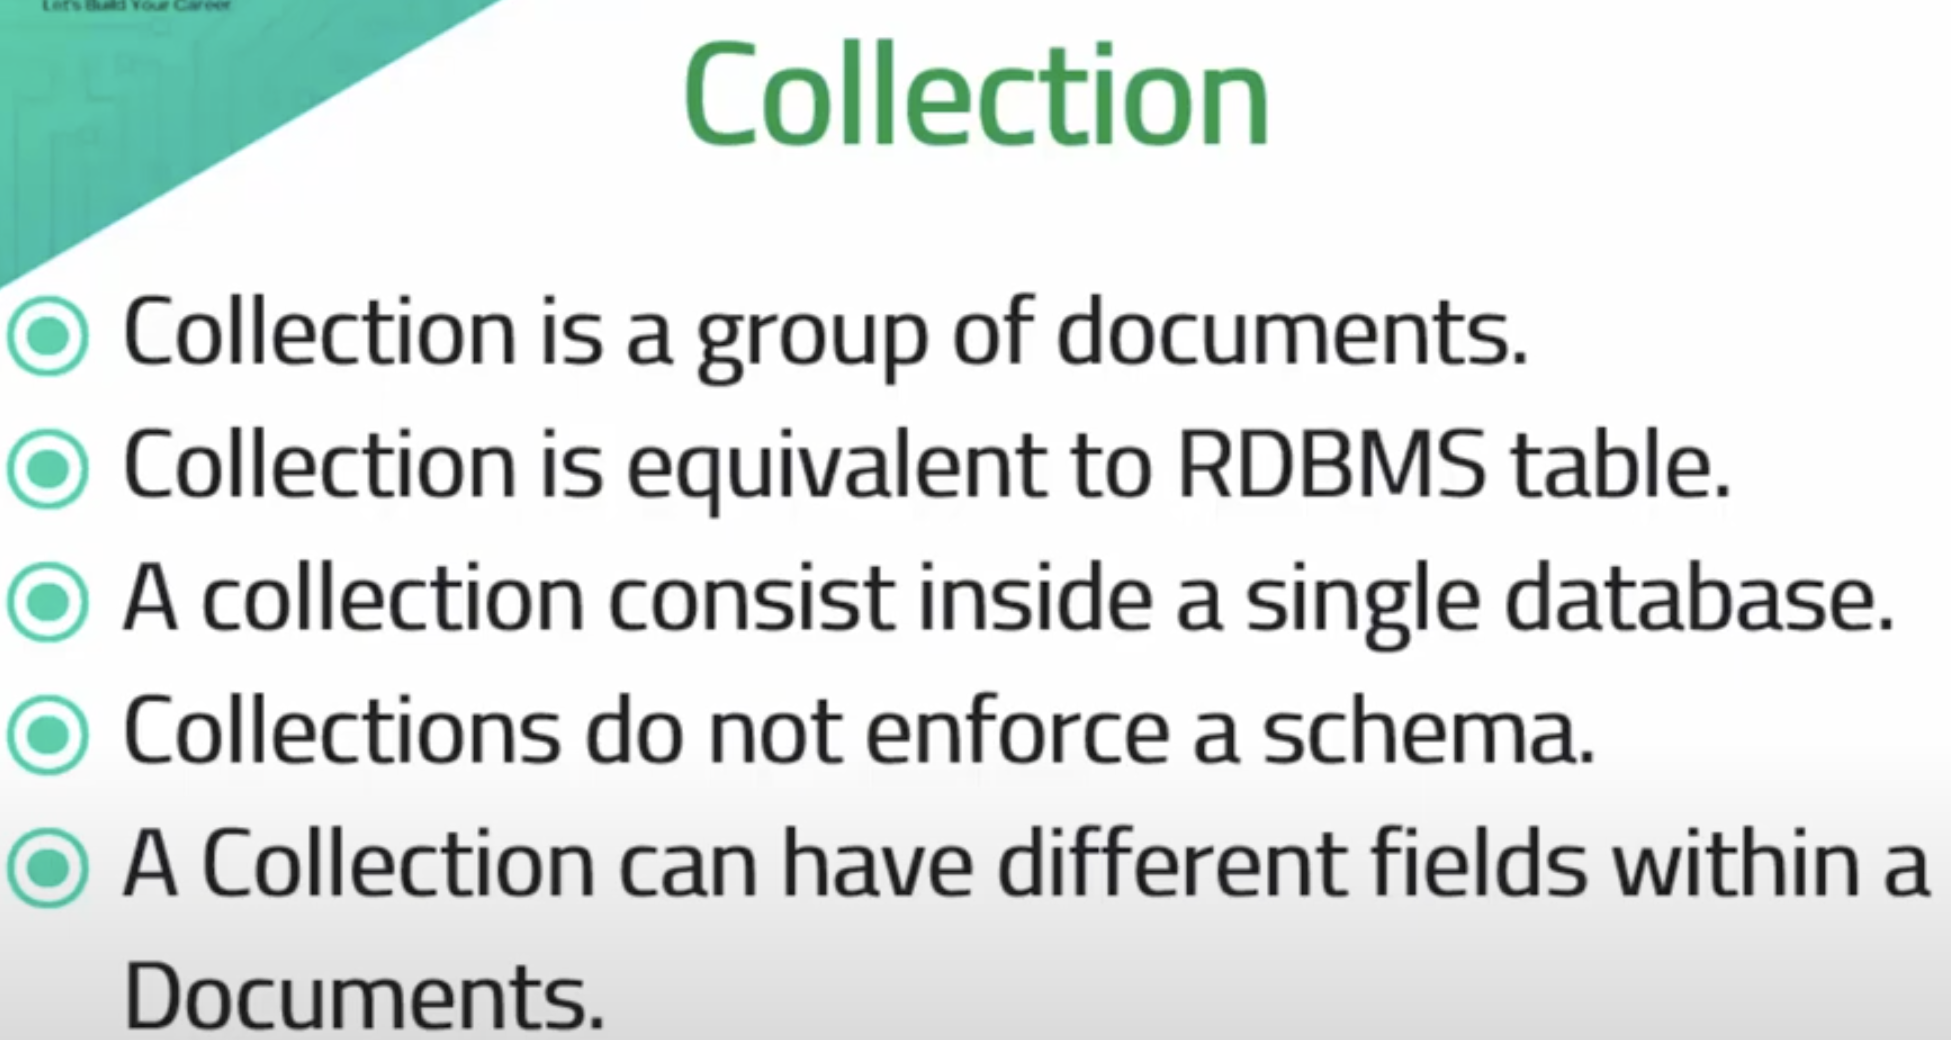 Let's Build Your Career
Collection
Collection is a group of documents.
Collection is equivalent to RDBMS table.
A collection consist inside a single database.
Collections do not enforce a schema.
A Collection can have different fields within a
Documents.